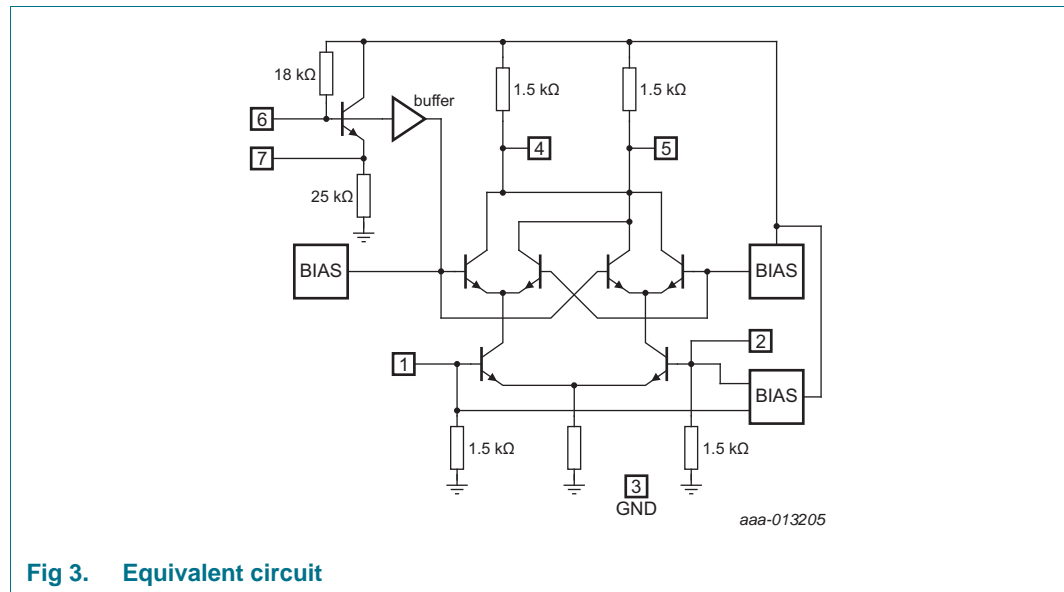 18 kΩ
1.5 kΩ
1.5 kΩ
buffer
6
4
5
7
25 kΩ
BIAS
BIAS
1
2
BIAS
1.5 kΩ
1.5 kΩ
3
GND
aaa-013205
Fig 3. Equivalent circuit